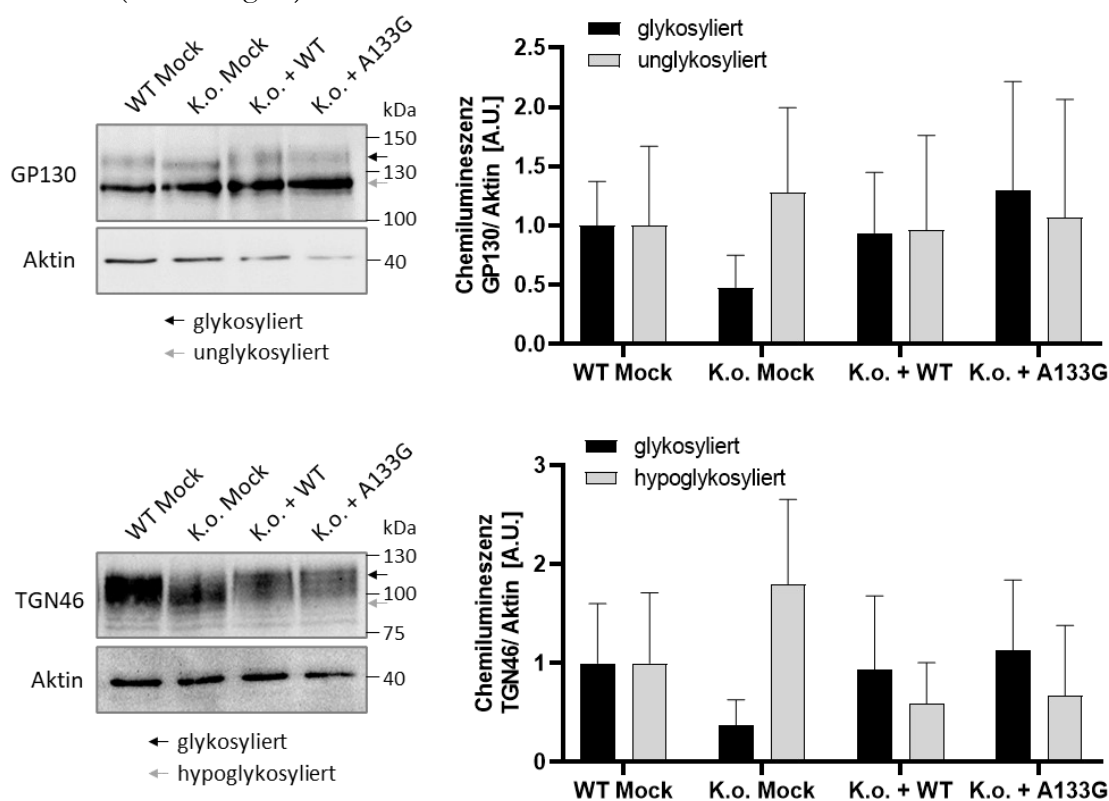 WT Mock
K.o. Mock
K.o. + WT
K.o. + A133G
kDa
GP130
150
130
100
Aktin
40
glykosyliert
unglykosyliert
glykosyliert
unglykosyliert
Chemilumineszenz
GP130/ Aktin [A.U.]
2.5
2.0
1.5
1.0
0.5
0.0
WT Mock K.o. Mock K.o. + WT K.o. + A133G
WT Mock
K.o. Mock
K.o. + WT
K.o. + A133G
kDa
TGN46
130
100
75
Aktin
40
glykosyliert
hypoglykosyliert
glykosyliert
hypoglykosyliert
Chemilumineszenz
TGN46/ Aktin [A.U.]
3
2
1
0
WT Mock K.o. Mock K.o. + WT K.o. + A133G